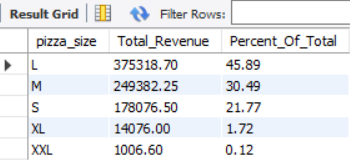 Result Grid Filter Rows:
pizza_size Total_Revenue Percent_Of_Total
L 375318.70 45.89
M 249382.25 30.49
S 178076.50 21.77
XL 14076.00 1.72
XXL 1006.60 0.12